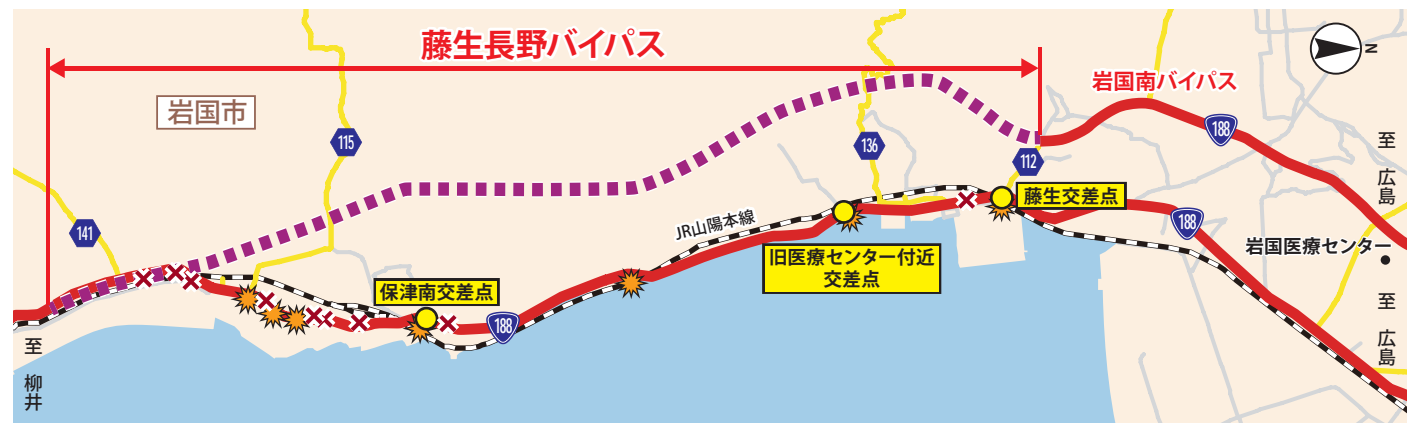 藤生長野バイパス
N
岩国南バイパス
岩国市
188
至 広島
115
136
112
藤生交差点
141
JR山陽本線
188
岩国医療センター
旧医療センター付近
交差点
保津南交差点
188
至 広島
至 柳井